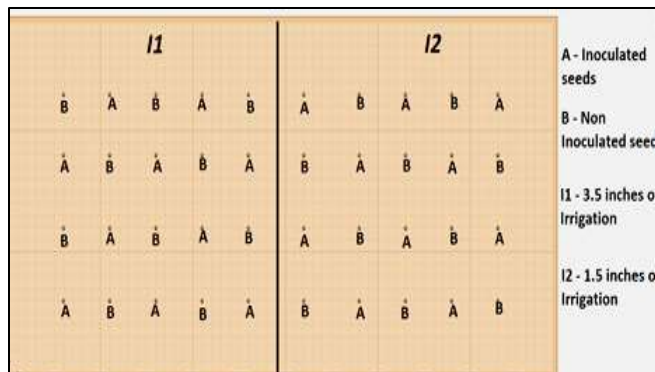 I1 I2
B A B A B A B A B A
A B A B A B A B A B
B A B A B A B A B A
A B A B A B A B A B
A - Inoculated
seeds
B - Non
Inoculated seed
I1 - 3.5 inches o
Irrigation
I2 - 1.5 inches o
Irrigation